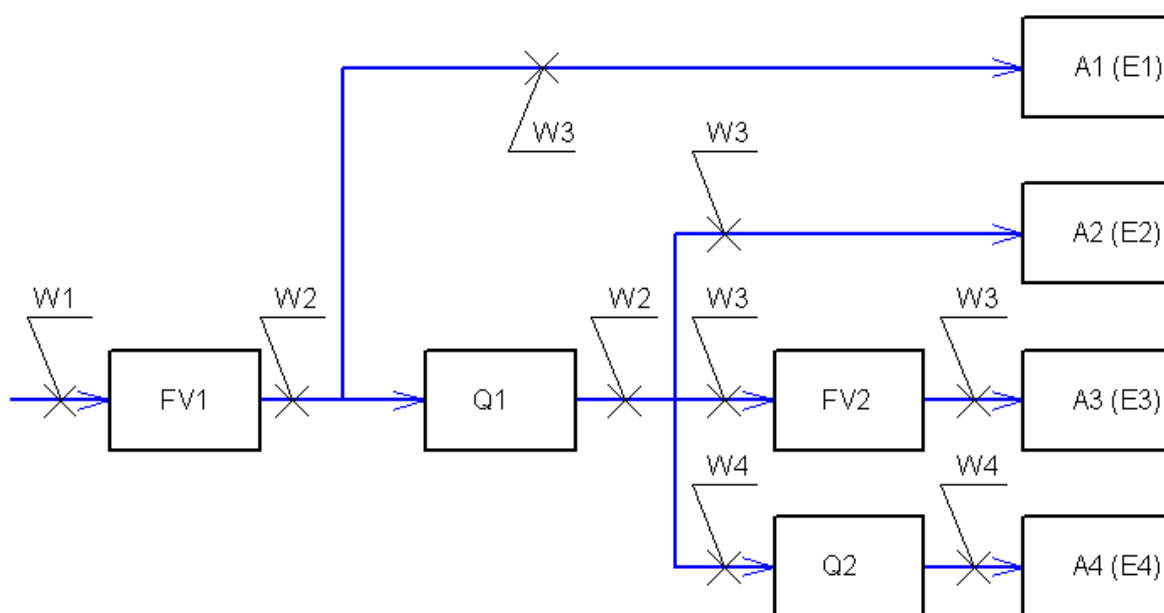 A1 (E1)
W3
W3
A2 (E2)
W1
W2
W2
W3
W3
FV1
Q1
FV2
A3 (E3)
W4
W4
Q2
A4 (E4)